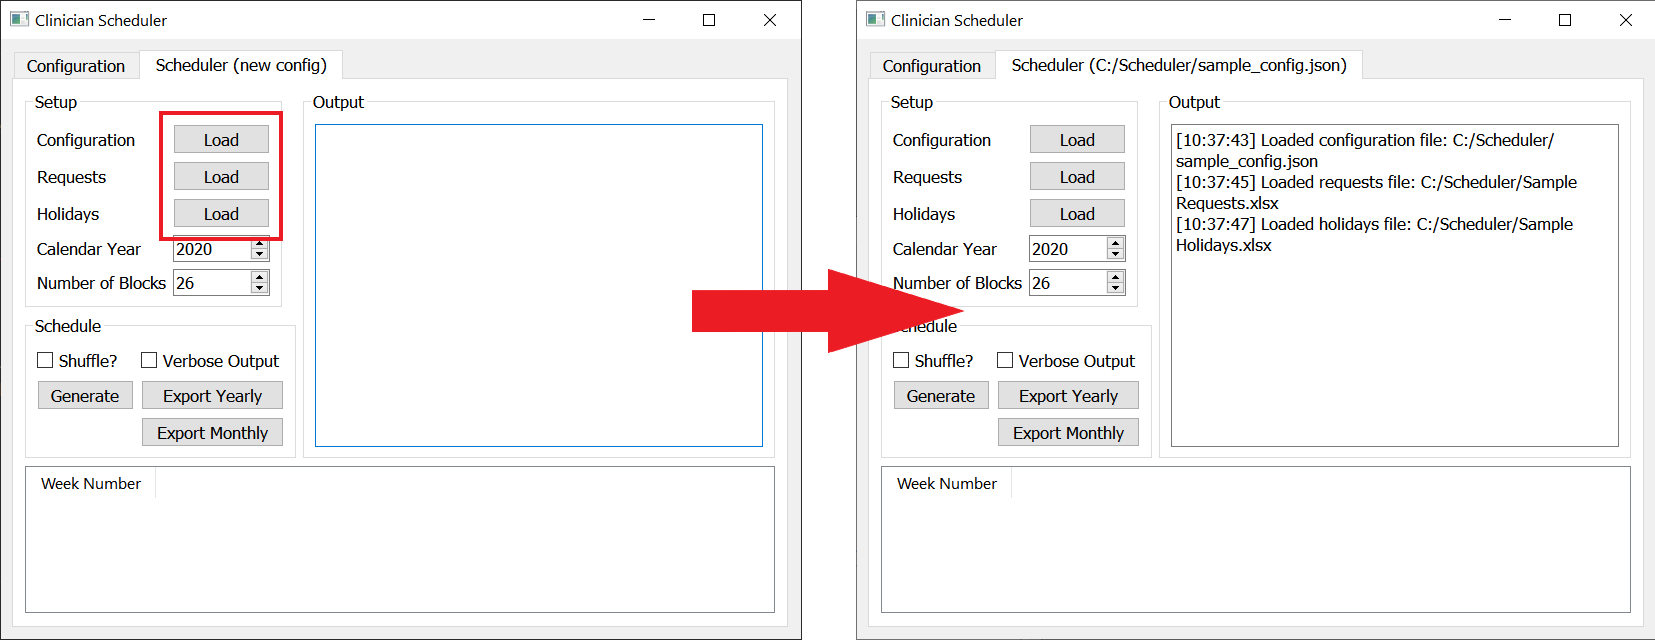 Clinician Scheduler
Configuration
Scheduler (new config)
Setup
Configuration
Load
Requests
Load
Holidays
Load
Calendar Year
2020
Number of Blocks
26
Schedule
Shuffle?
Verbose Output
Generate
Export Yearly
Export Monthly
Output
Week Number
Clinician Scheduler
Configuration
Scheduler (C:/Scheduler/sample_config.json)
Setup
Configuration
Load
Requests
Load
Holidays
Load
Calendar Year
2020
Number of Blocks
26
Schedule
Shuffle?
Verbose Output
Generate
Export Yearly
Export Monthly
Output
[10:37:43] Loaded configuration file: C:/Scheduler/
sample_config.json
[10:37:45] Loaded requests file: C:/Scheduler/Sample
Requests.xlsx
[10:37:47] Loaded holidays file: C:/Scheduler/Sample
Holidays.xlsx
Week Number